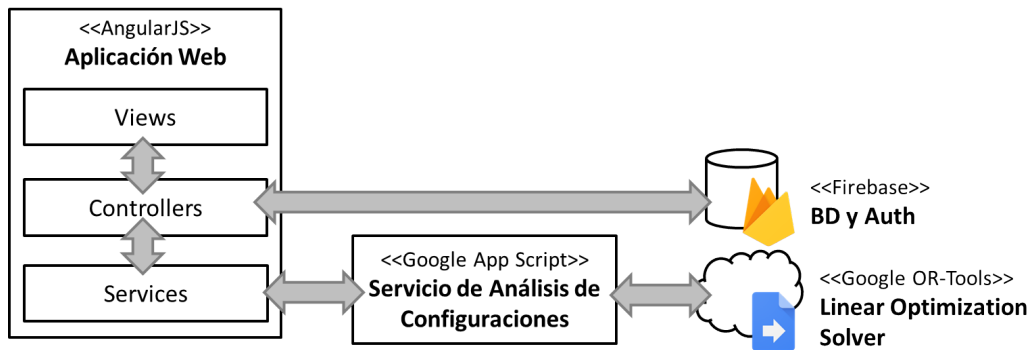 <<AngularJS>>
Aplicación Web
Views
Controllers
Services
<<Google App Script>>
Servicio de Análisis de
Configuraciones
<<Firebase>>
BD y Auth
<<Google OR-Tools>>
Linear Optimization
Solver